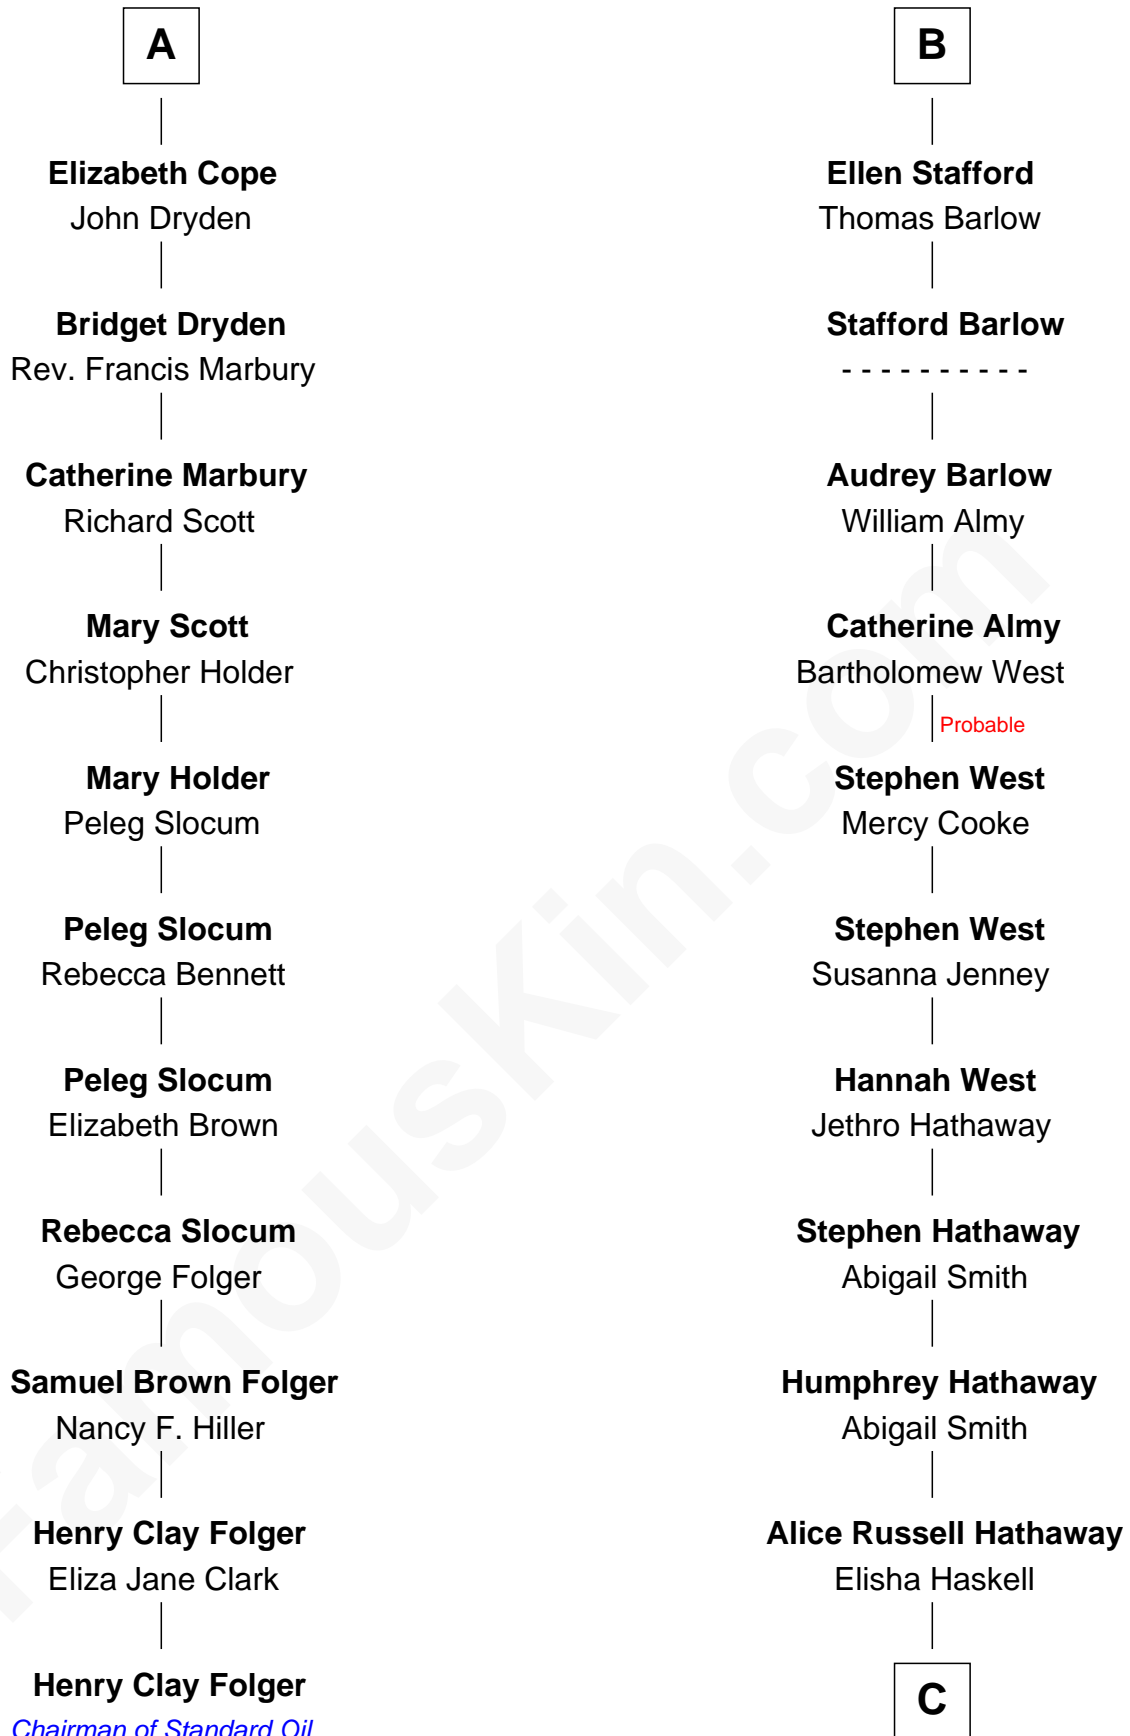 A
Elizabeth Cope
John Dryden
Bridget Dryden
Rev. Francis Marbury
Catherine Marbury
Richard Scott
Mary Scott
Christopher Holder
Mary Holder
Peleg Slocum
Peleg Slocum
Rebecca Bennett
Peleg Slocum
Elizabeth Brown
Rebecca Slocum
George Folger
Samuel Brown Folger
Nancy F. Hiller
Henry Clay Folger
Eliza Jane Clark
Henry Clay Folger
Chairman of Standard Oil
B
Ellen Stafford
Thomas Barlow
Stafford Barlow
- - - - - - - - - -
Audrey Barlow
William Almy
Catherine Almy
Bartholomew West
Probable
Stephen West
Mercy Cooke
Stephen West
Susanna Jenney
Hannah West
Jethro Hathaway
Stephen Hathaway
Abigail Smith
Humphrey Hathaway
Abigail Smith
Alice Russell Hathaway
Elisha Haskell
C
FamousKin.com